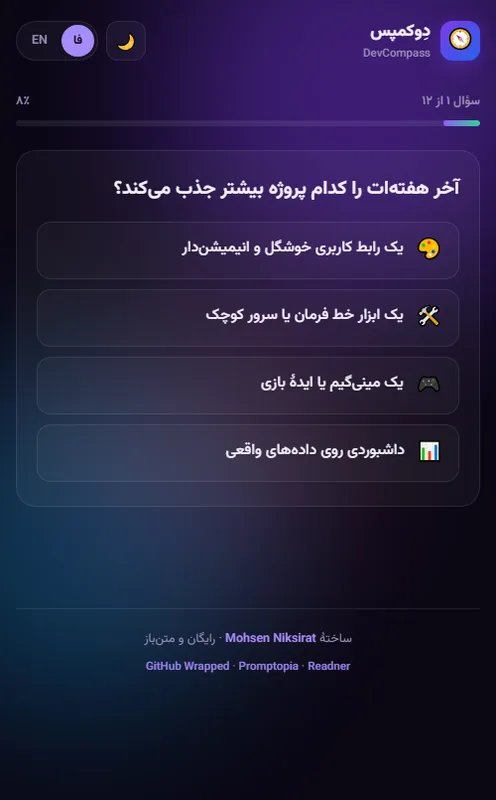 دِوکمپس
DevCompass
فا
EN
سؤال ۱ از ۱۲
۸٪
آخر هفته‌ات را کدام پروژه بیشتر جذب می‌کند؟
یک رابط کاربری خوشگل و انیمیشن‌دار
یک ابزار خط فرمان یا سرور کوچک
یک مینی‌گیم یا ایدهٔ بازی
داشبوردی روی داده‌های واقعی
ساختهٔ Mohsen Niksirat · رایگان و متن‌باز
GitHub Wrapped · Promptopia · Readner